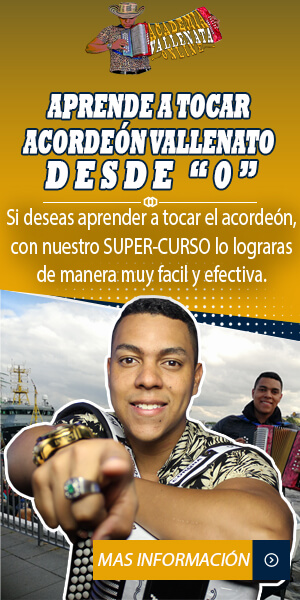 ACADEMIA
VALLENATA
ONLINE
APRENDE A TOCAR
ACORDEÓN VALLENATO
DESDE "0"
Si deseas aprender a tocar el acordeón,
con nuestro SUPER-CURSO lo lograras
de manera muy facil y efectiva.
MAS INFORMACIÓN